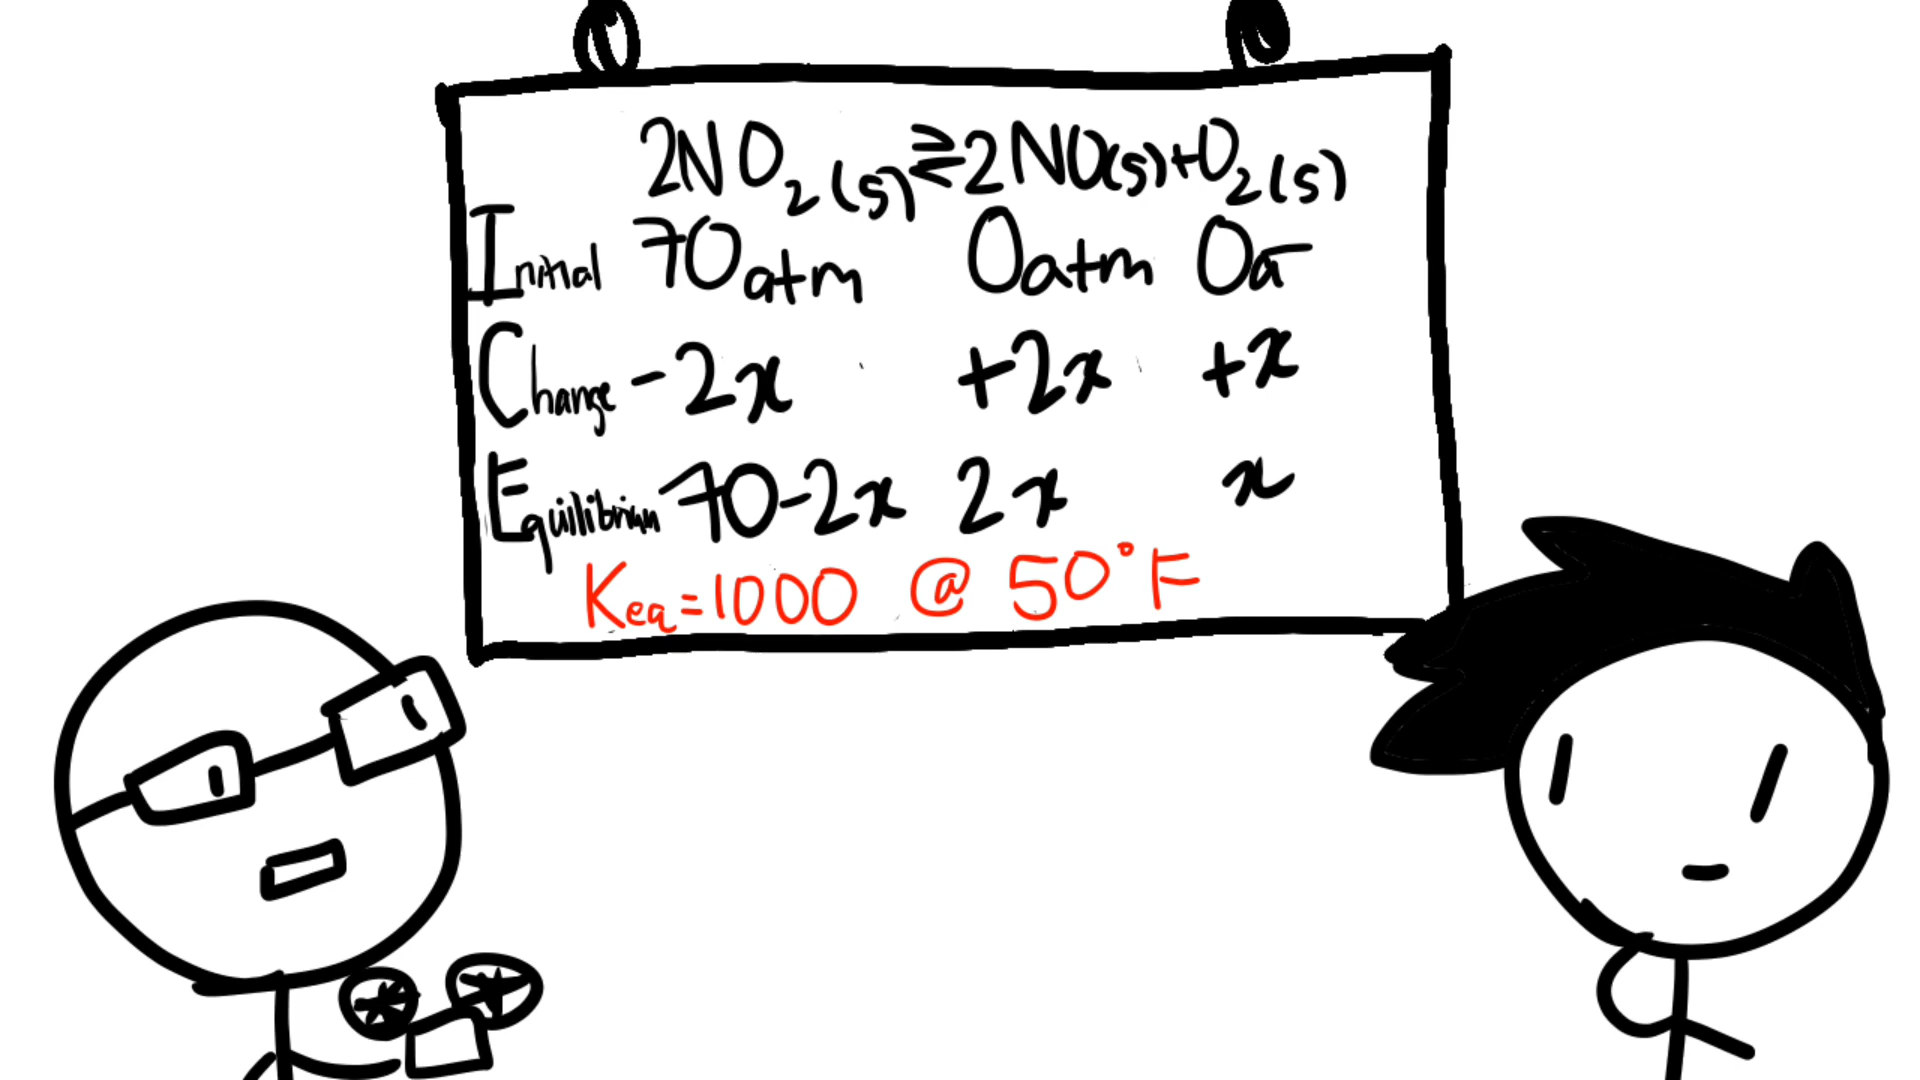 2NO₂(s)⇄2NO(s)+O₂(s)
Initial 70atm 0atm 0a
Change -2x +2x +x
Equilibrium 70-2x 2x x
Keq=1000 @ 50°F